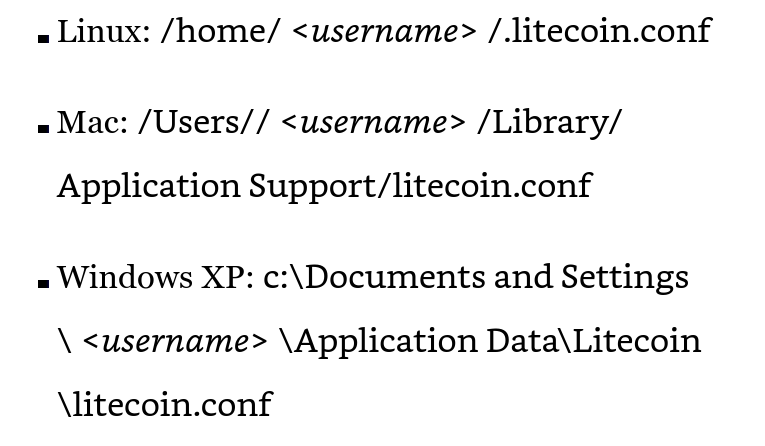 ▪ Linux: /home/ <username> /.litecoin.conf
▪ Mac: /Users// <username> /Library/
Application Support/litecoin.conf
▪ Windows XP: c:\Documents and Settings
\ <username> \Application Data\Litecoin
\litecoin.conf